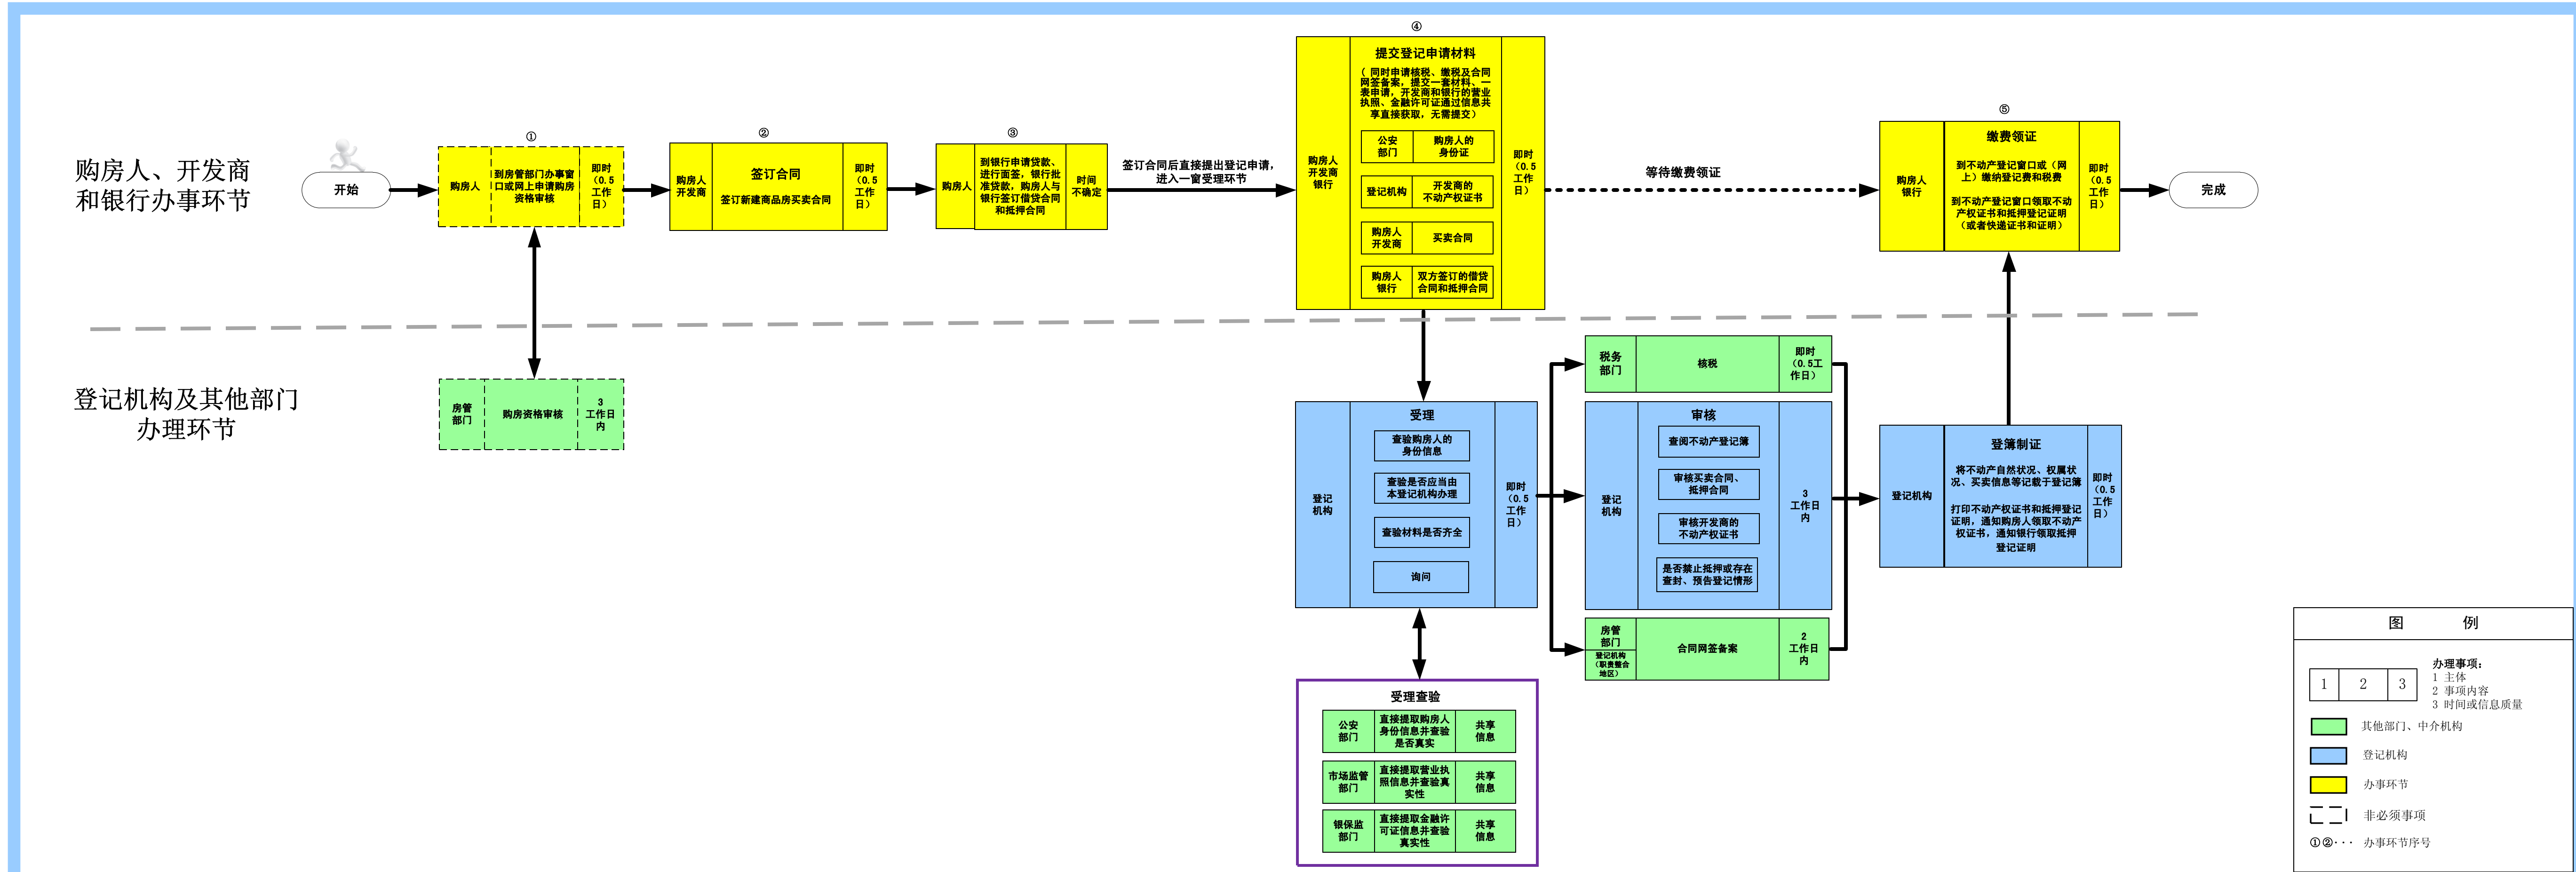 购房人、开发商
和银行办事环节
开始
①
购房人
到房管部门办事窗
口或网上申请购房
资格审核
即时
（0.5
工作
日）
②
购房人
开发商
签订合同
签订新建商品房买卖合同
即时
（0.5
工作
日）
③
购房人
到银行申请贷款、
进行面签，银行批
准贷款，购房人与
银行签订借贷合同
和抵押合同
时间
不确定
签订合同后直接提出登记申请，
进入一窗受理环节
④
购房人
开发商
银行
提交登记申请材料
（ 同时申请核税、缴税及合同
网签备案，提交一套材料、一
表申请，开发商和银行的营业
执照、金融许可证通过信息共
享直接获取，无需提交）
公安
部门
购房人的
身份证
登记机构
开发商的
不动产权证书
购房人
开发商
买卖合同
购房人
银行
双方签订的借贷
合同和抵押合同
即时
（0.5
工作
日）
等待缴费领证
⑤
购房人
银行
缴费领证
到不动产登记窗口或（网
上）缴纳登记费和税费
到不动产登记窗口领取不动
产权证书和抵押登记证明
（或者快递证书和证明）
即时
（0.5
工作
日）
完成
登记机构及其他部门
办理环节
房管
部门
购房资格审核
3
工作日
内
登记
机构
受理
查验购房人的
身份信息
查验是否应当由
本登记机构办理
查验材料是否齐全
询问
即时
（0.5
工作
日）
受理查验
公安
部门
直接提取购房人
身份信息并查验
是否真实
共享
信息
市场监管
部门
直接提取营业执
照信息并查验真
实性
共享
信息
银保监
部门
直接提取金融许
可证信息并查验
真实性
共享
信息
税务
部门
核税
即时
（0.5工
作日）
登记
机构
审核
查阅不动产登记簿
审核买卖合同、
抵押合同
审核开发商的
不动产权证书
是否禁止抵押或存在
查封、预告登记情形
3
工作日
内
房管
部门
登记机构
（职责整合
地区）
合同网签备案
2
工作日
内
登记机构
登簿制证
将不动产自然状况、权属状
况、买卖信息等记载于登记簿
打印不动产权证书和抵押登记
证明，通知购房人领取不动产
权证书，通知银行领取抵押
登记证明
即时
（0.5
工作
日）
图 例
1 2 3
办理事项：
1 主体
2 事项内容
3 时间或信息质量
其他部门、中介机构
登记机构
办事环节
非必须事项
①②··· 办事环节序号